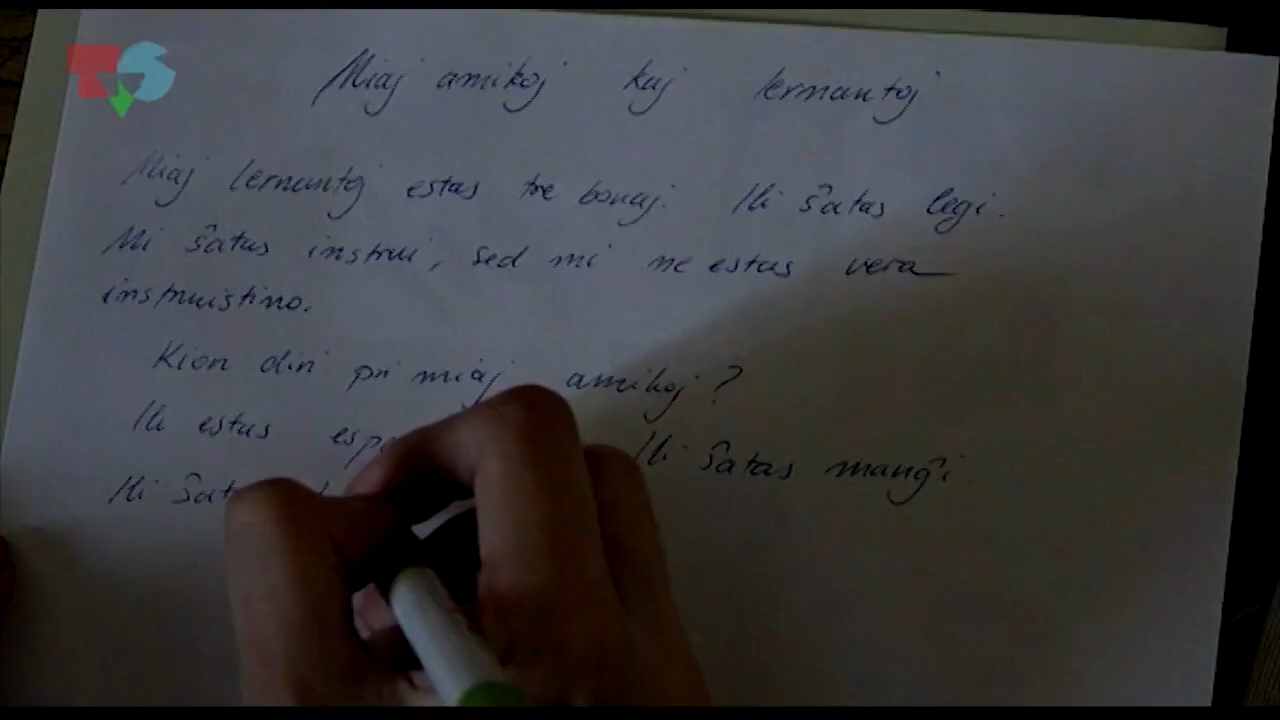 TS
Miaj amikoj kaj lernantoj
Miaj lernantoj estas tre bonaj. Ili ŝatas legi.
Mi ŝatas instrui, sed mi ne estas vera
instruistino.
Kion diri pri miaj amikoj?
Ili estas Ili ŝatas manĝi
Ili